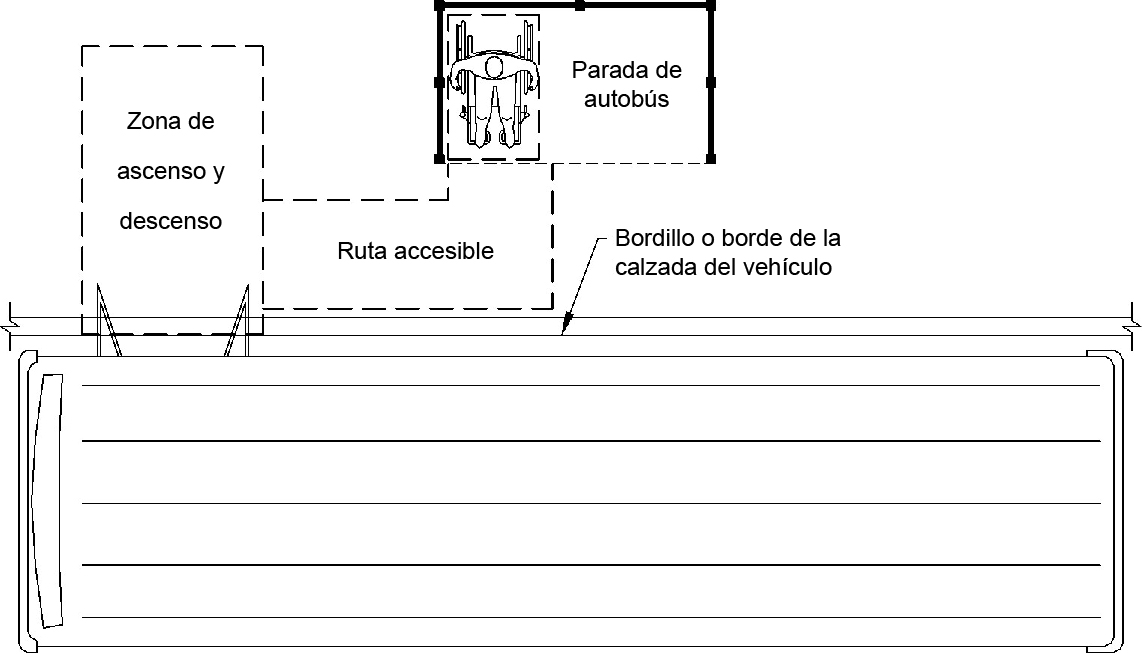 Zona de
ascenso y
descenso
Parada de
autobús
Ruta accesible
Bordillo o borde de la
calzada del vehículo